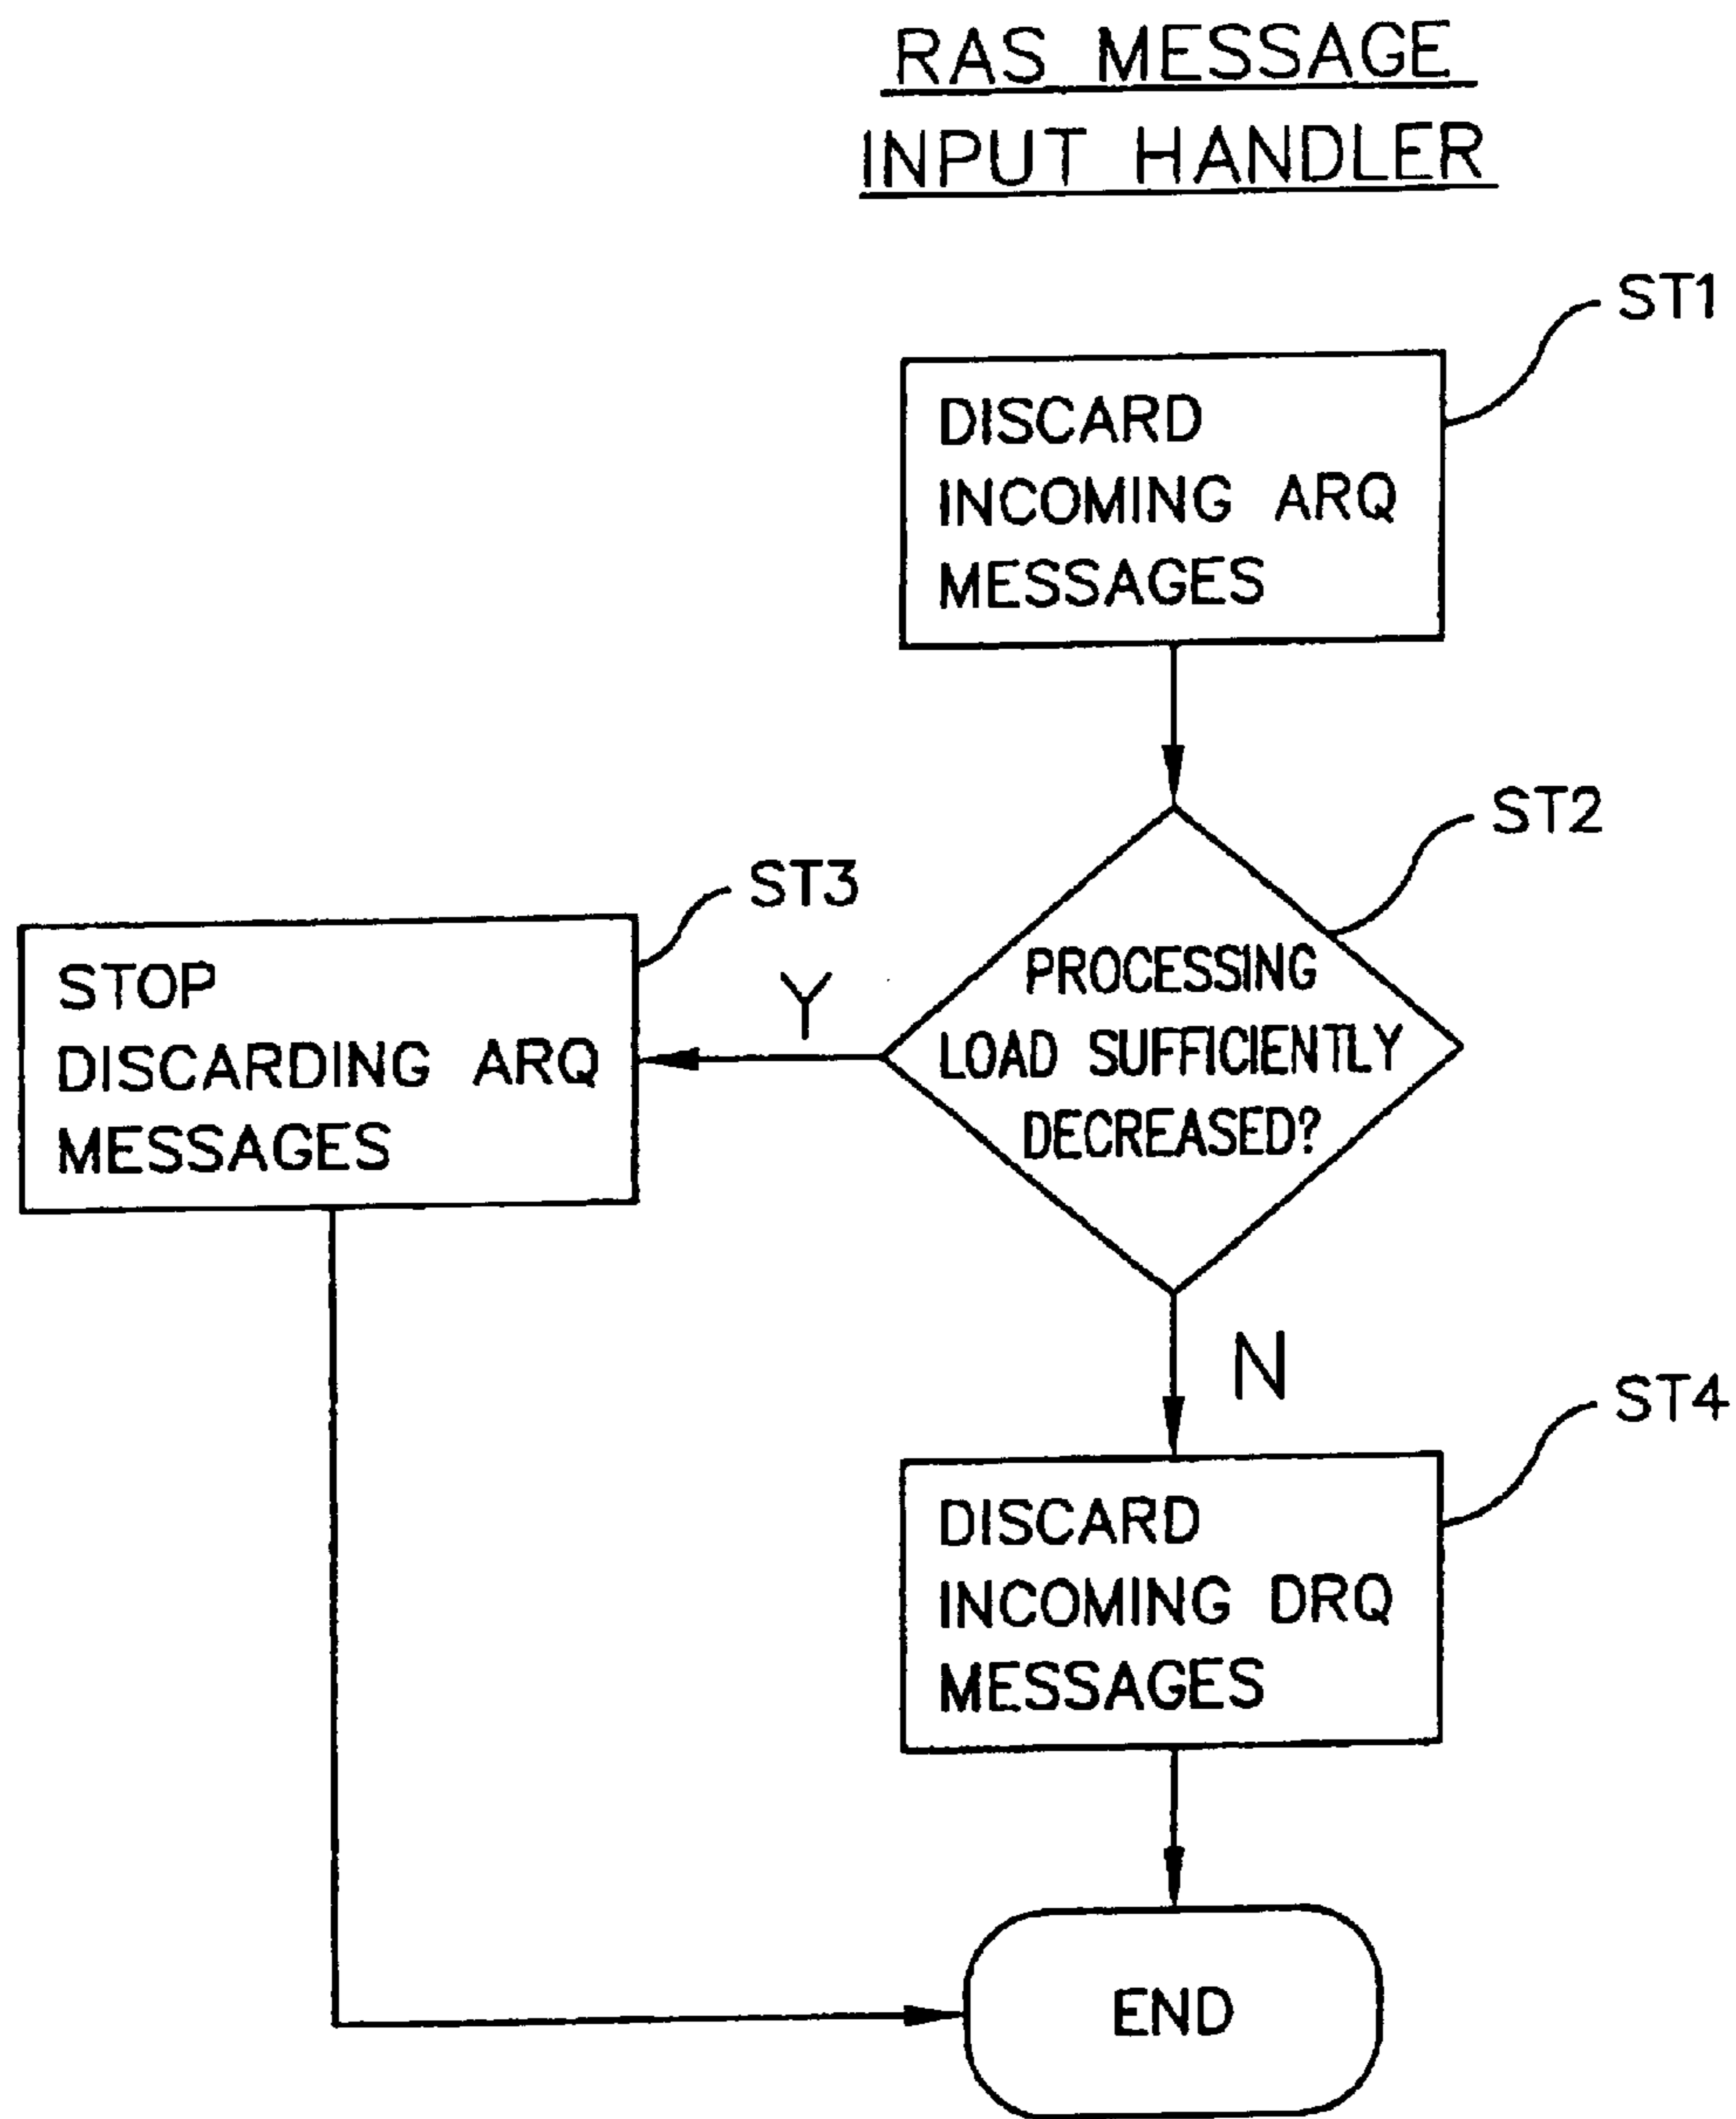 RAS MESSAGE
INPUT HANDLER
ST1
DISCARD
INCOMING ARQ
MESSAGES
ST2
PROCESSING
LOAD SUFFICIENTLY
DECREASED?
Y
ST3
STOP
DISCARDING ARQ
MESSAGES
N
ST4
DISCARD
INCOMING DRQ
MESSAGES
END